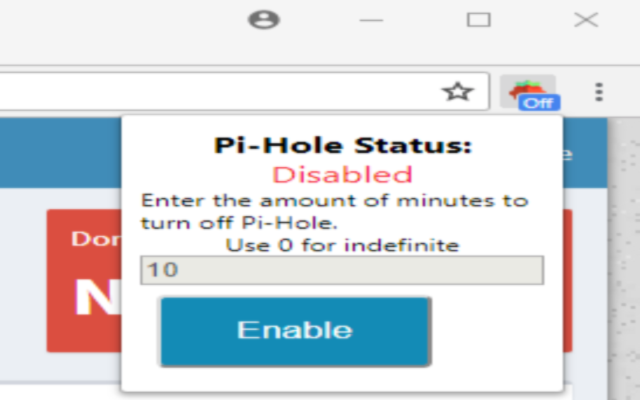 Off
Pi-Hole Status:
Disabled
Enter the amount of minutes to
turn off Pi-Hole.
Use 0 for indefinite
10
Enable